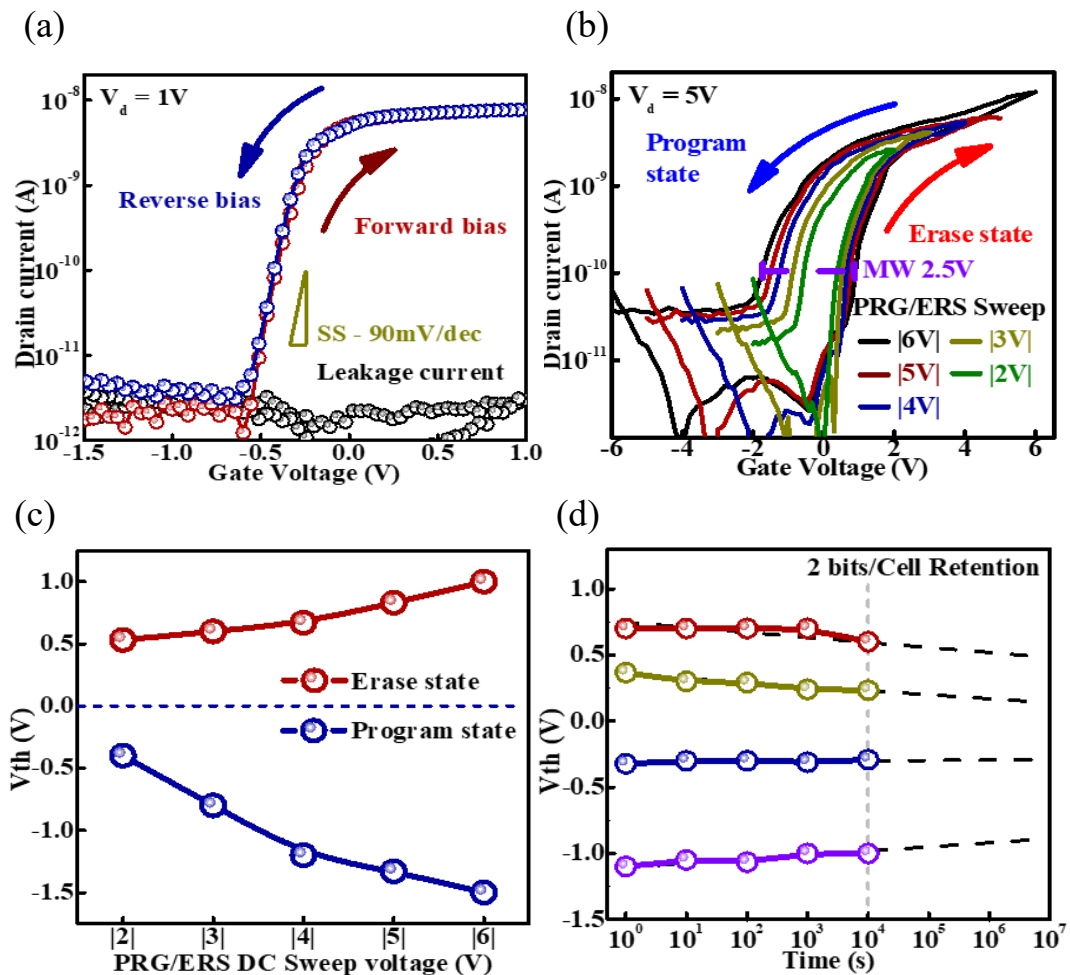 (a)
V_d = 1V
Reverse bias
Forward bias
SS - 90mV/dec
Leakage current
10^-8
10^-9
10^-10
10^-11
10^-12
Drain current (A)
-1.5 -1.0 -0.5 0.0 0.5 1.0
Gate Voltage (V)
(b)
V_d = 5V
Program
state
Erase state
MW 2.5V
PRG/ERS Sweep
|6V| |3V|
|5V| |2V|
|4V|
10^-8
10^-9
10^-10
10^-11
Drain current (A)
-6 -4 -2 0 2 4 6
Gate Voltage (V)
(c)
1.0
0.5
0.0
-0.5
-1.0
-1.5
Vth (V)
Erase state
Program state
|2| |3| |4| |5| |6|
PRG/ERS DC Sweep voltage (V)
(d)
2 bits/Cell Retention
1.0
0.5
0.0
-0.5
-1.0
-1.5
Vth (V)
10^0 10^1 10^2 10^3 10^4 10^5 10^6 10^7
Time (s)